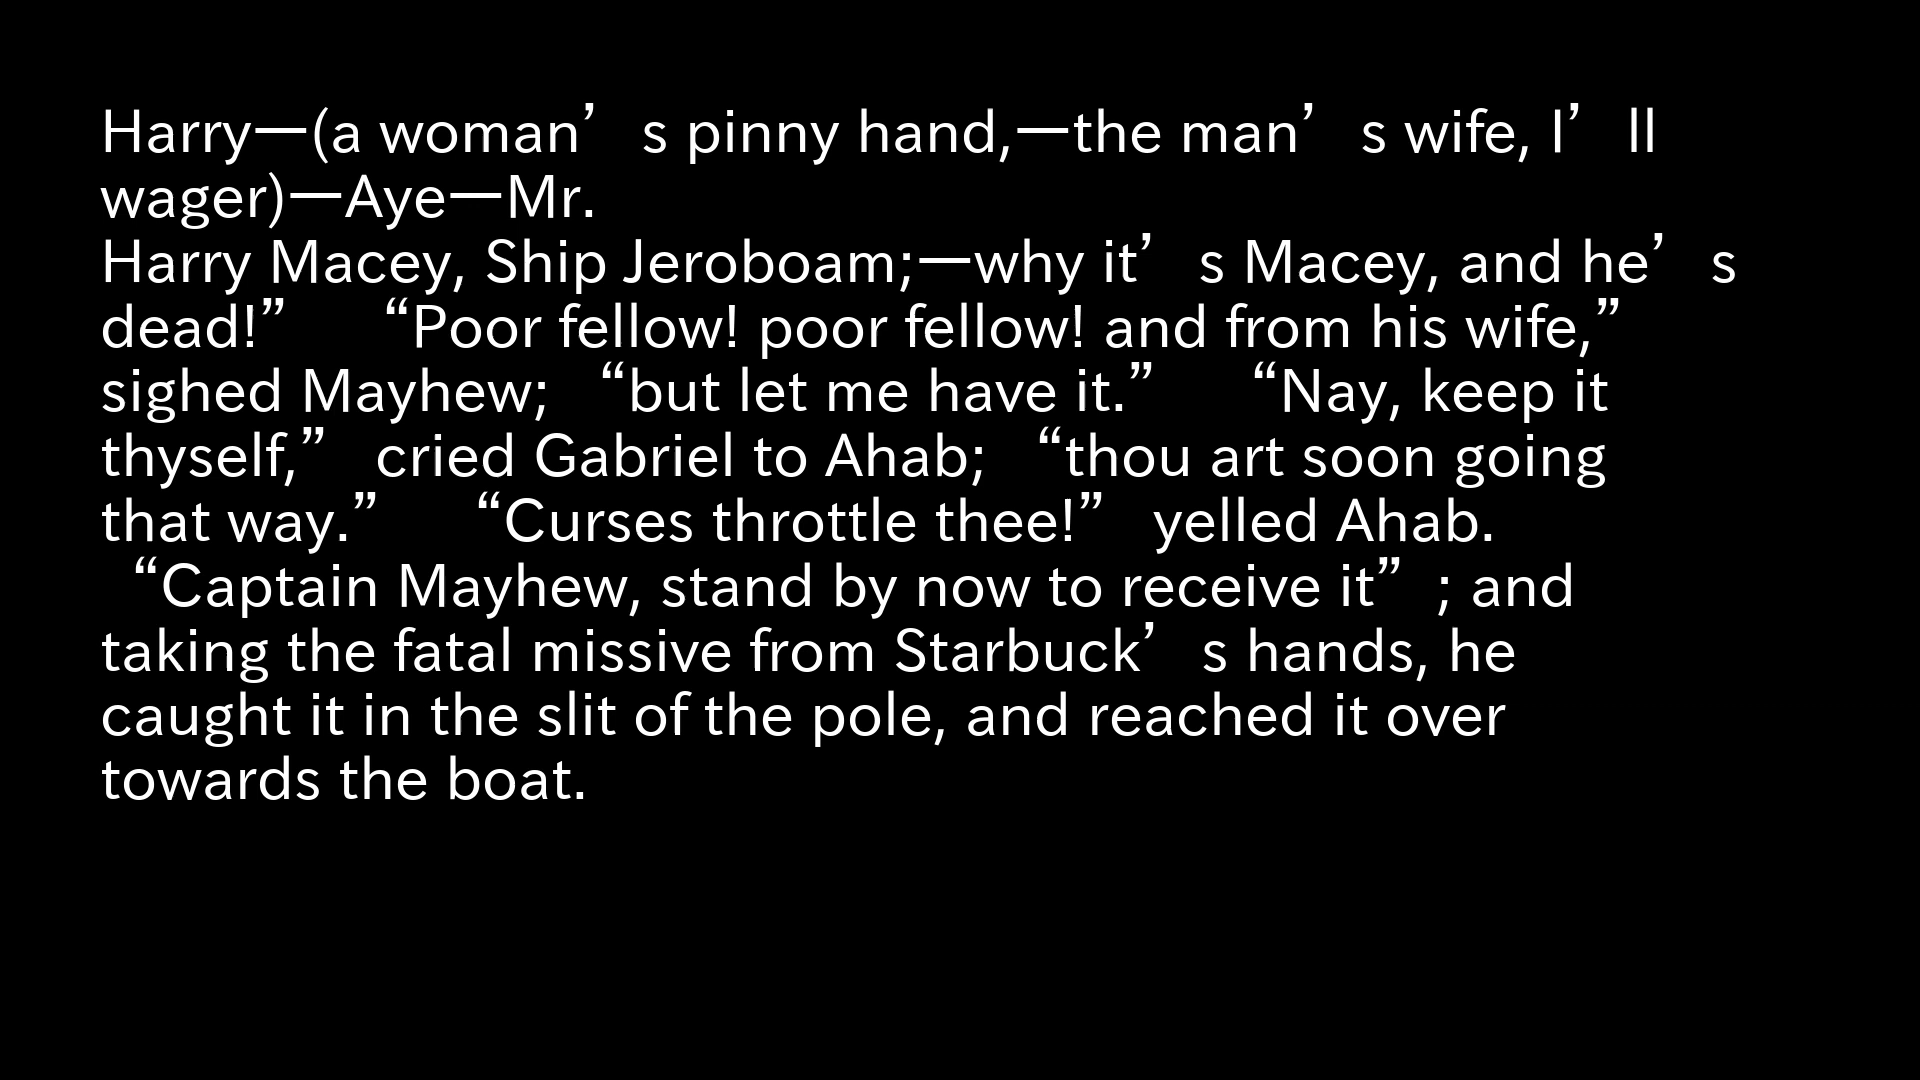 Harry—(a woman’s pinny hand,—the man’s wife, I’ll
wager)—Aye—Mr.
Harry Macey, Ship Jeroboam;—why it’s Macey, and he’s
dead!” “Poor fellow! poor fellow! and from his wife,”
sighed Mayhew; “but let me have it.” “Nay, keep it
thyself,” cried Gabriel to Ahab; “thou art soon going
that way.” “Curses throttle thee!” yelled Ahab.
“Captain Mayhew, stand by now to receive it”; and
taking the fatal missive from Starbuck’s hands, he
caught it in the slit of the pole, and reached it over
towards the boat.